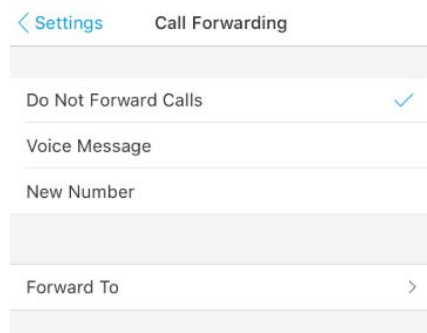 Settings Call Forwarding
Do Not Forward Calls
Voice Message
New Number
Forward To